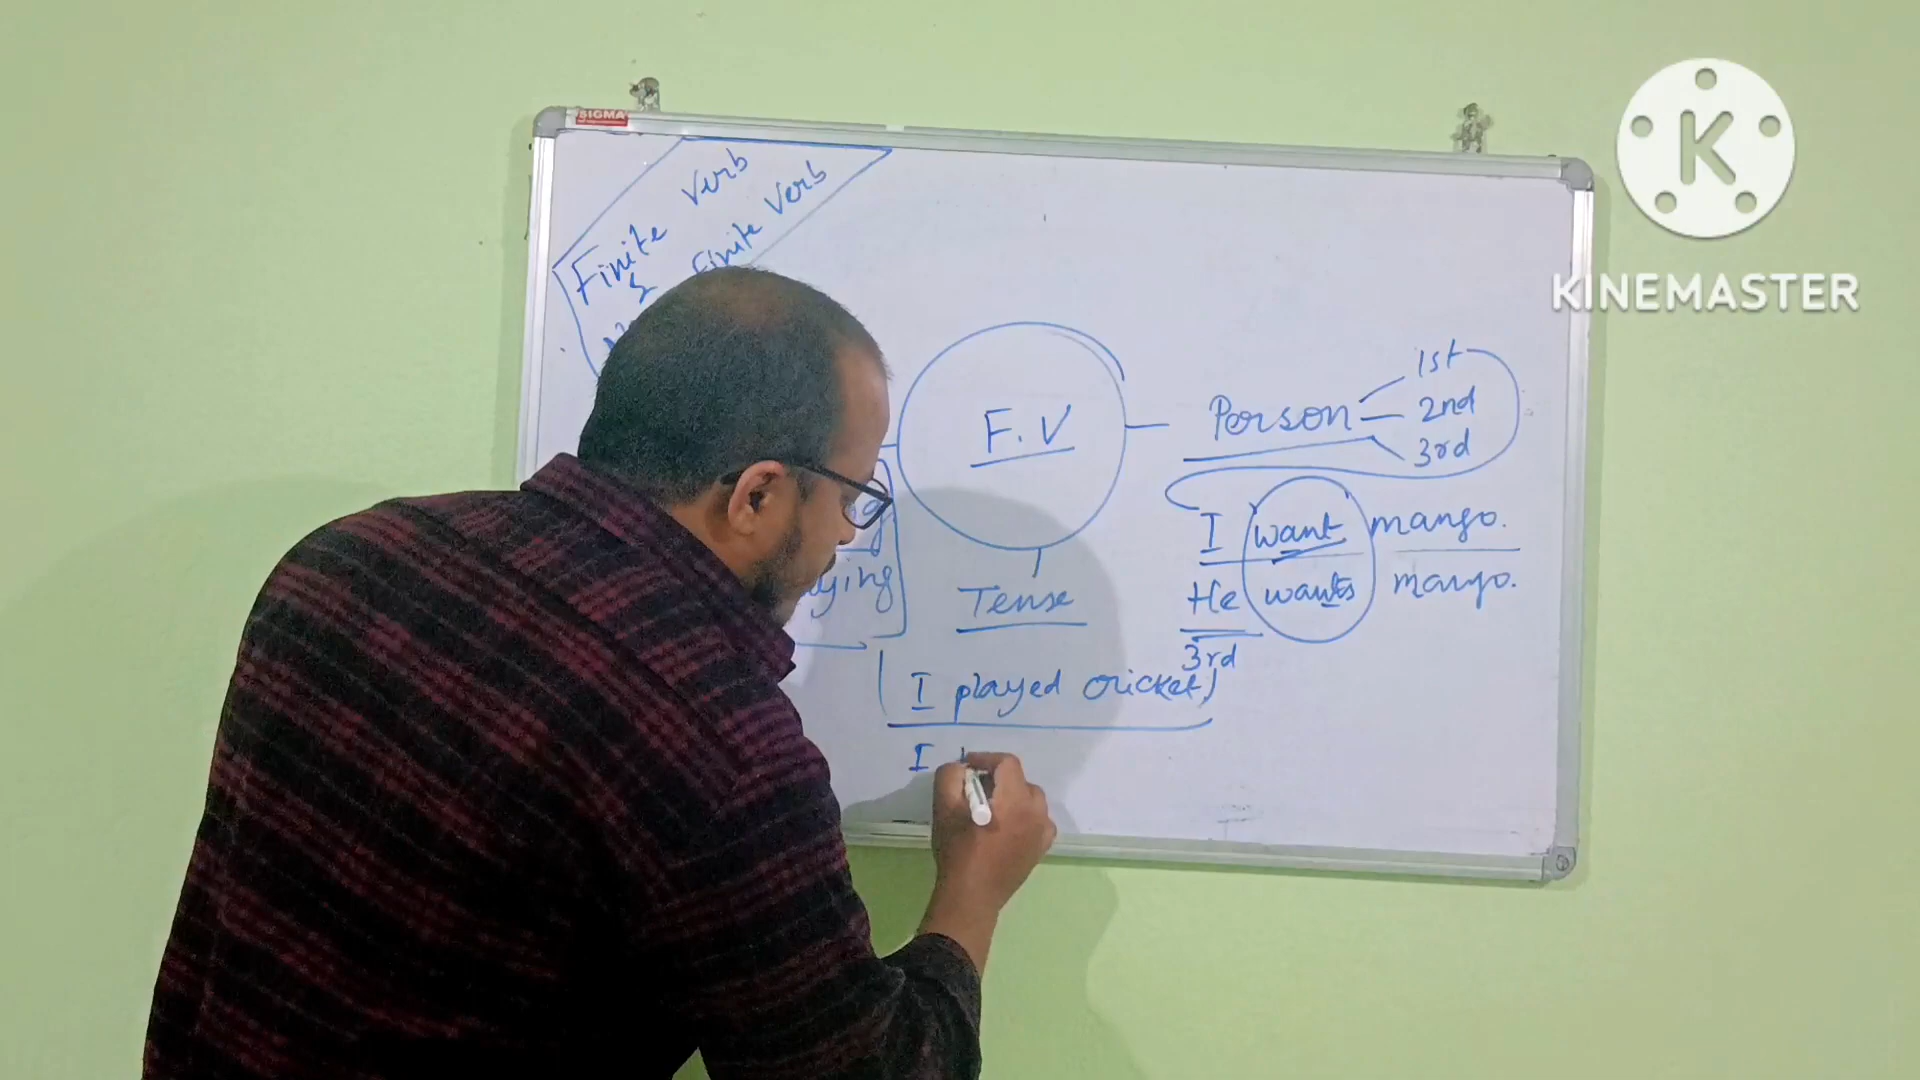 SIGMA
KINEMASTER
Finite Verb
&
Finite Verb
F.V
Person
1st
2nd
3rd
I want mango.
He wants mango.
3rd
Tense
I played cricket)
I